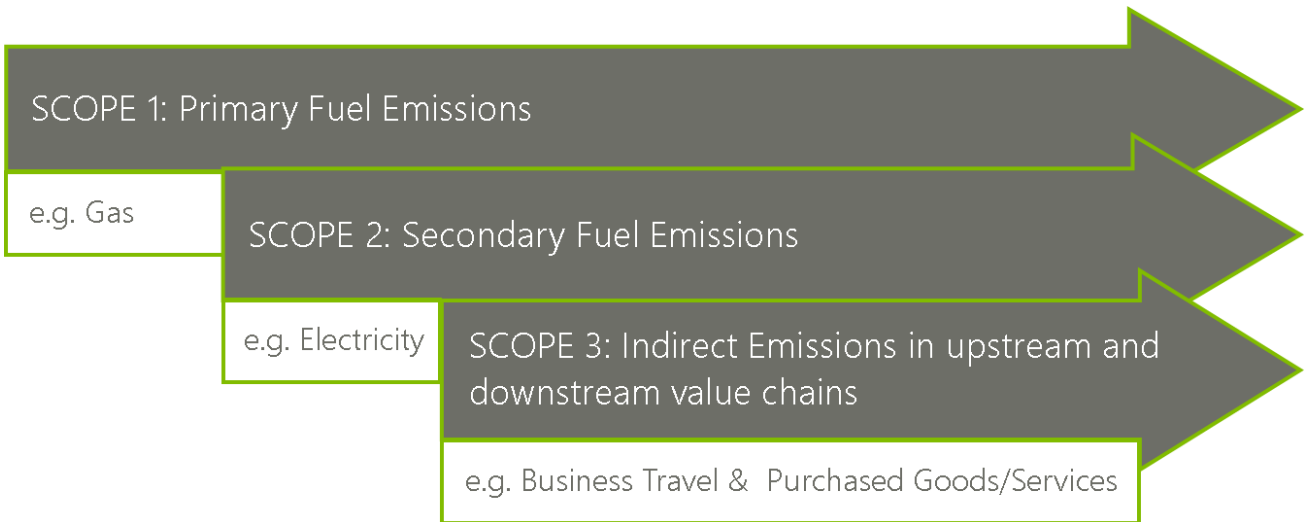 SCOPE 1: Primary Fuel Emissions
e.g. Gas
SCOPE 2: Secondary Fuel Emissions
e.g. Electricity
SCOPE 3: Indirect Emissions in upstream and
downstream value chains
e.g. Business Travel & Purchased Goods/Services